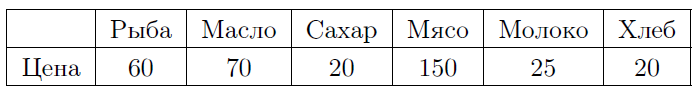 Рыба Масло Сахар Мясо Молоко Хлеб
Цена 60 70 20 150 25 20